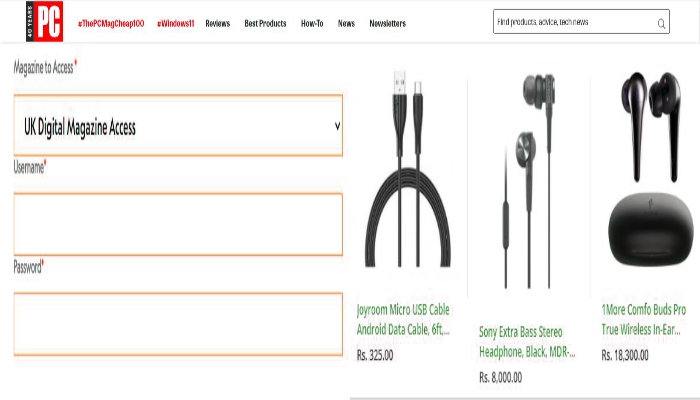 40 YEARS
PC
#ThePCMagCheap100 #Windows11 Reviews Best Products How-To News Newsletters
Find products, advice, tech news
Magazine to Access*
UK Digital Magazine Access
Username*
Password*
Joyroom Micro USB Cable
Android Data Cable, 6ft,...
Rs. 325.00
Sony Extra Bass Stereo
Headphone, Black, MDR-...
Rs. 8,000.00
1More Comfo Buds Pro
True Wireless In-Ear...
Rs. 18,300.00